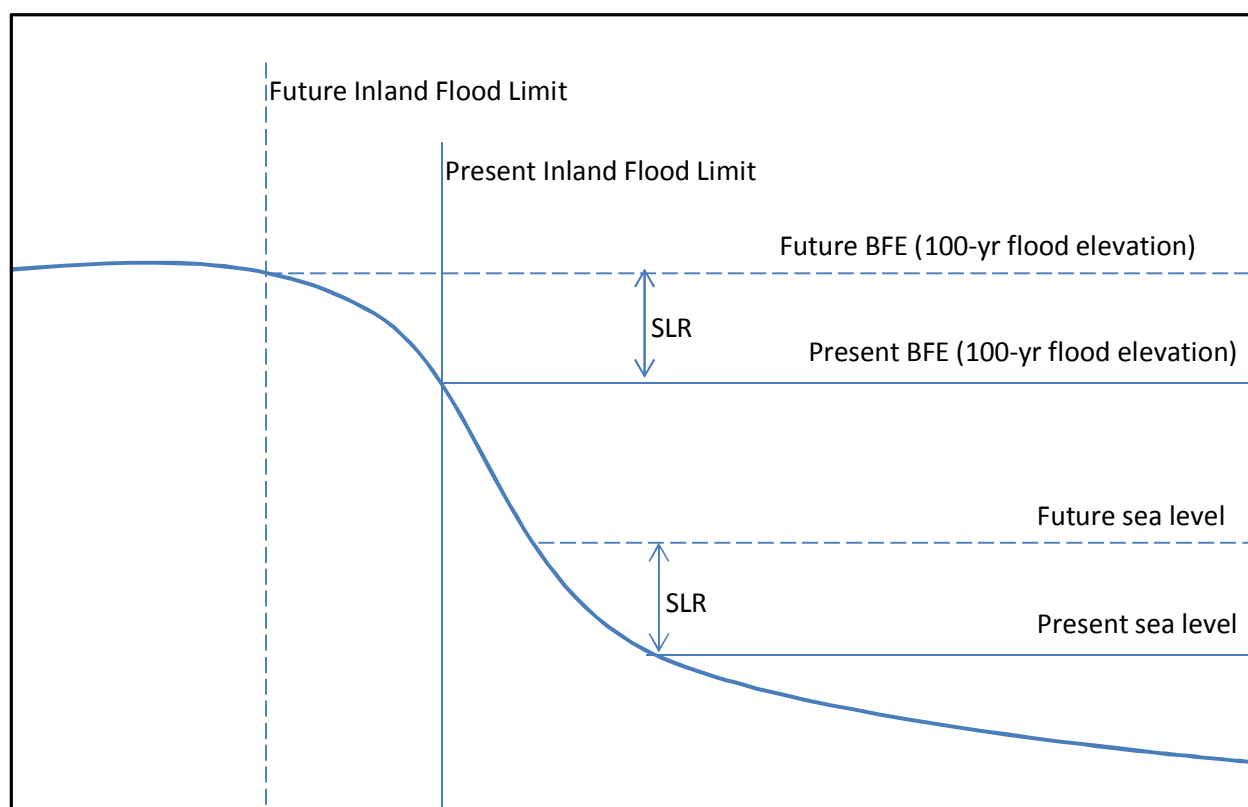 Future Inland Flood Limit
Present Inland Flood Limit
Future BFE (100-yr flood elevation)
SLR
Present BFE (100-yr flood elevation)
Future sea level
SLR
Present sea level